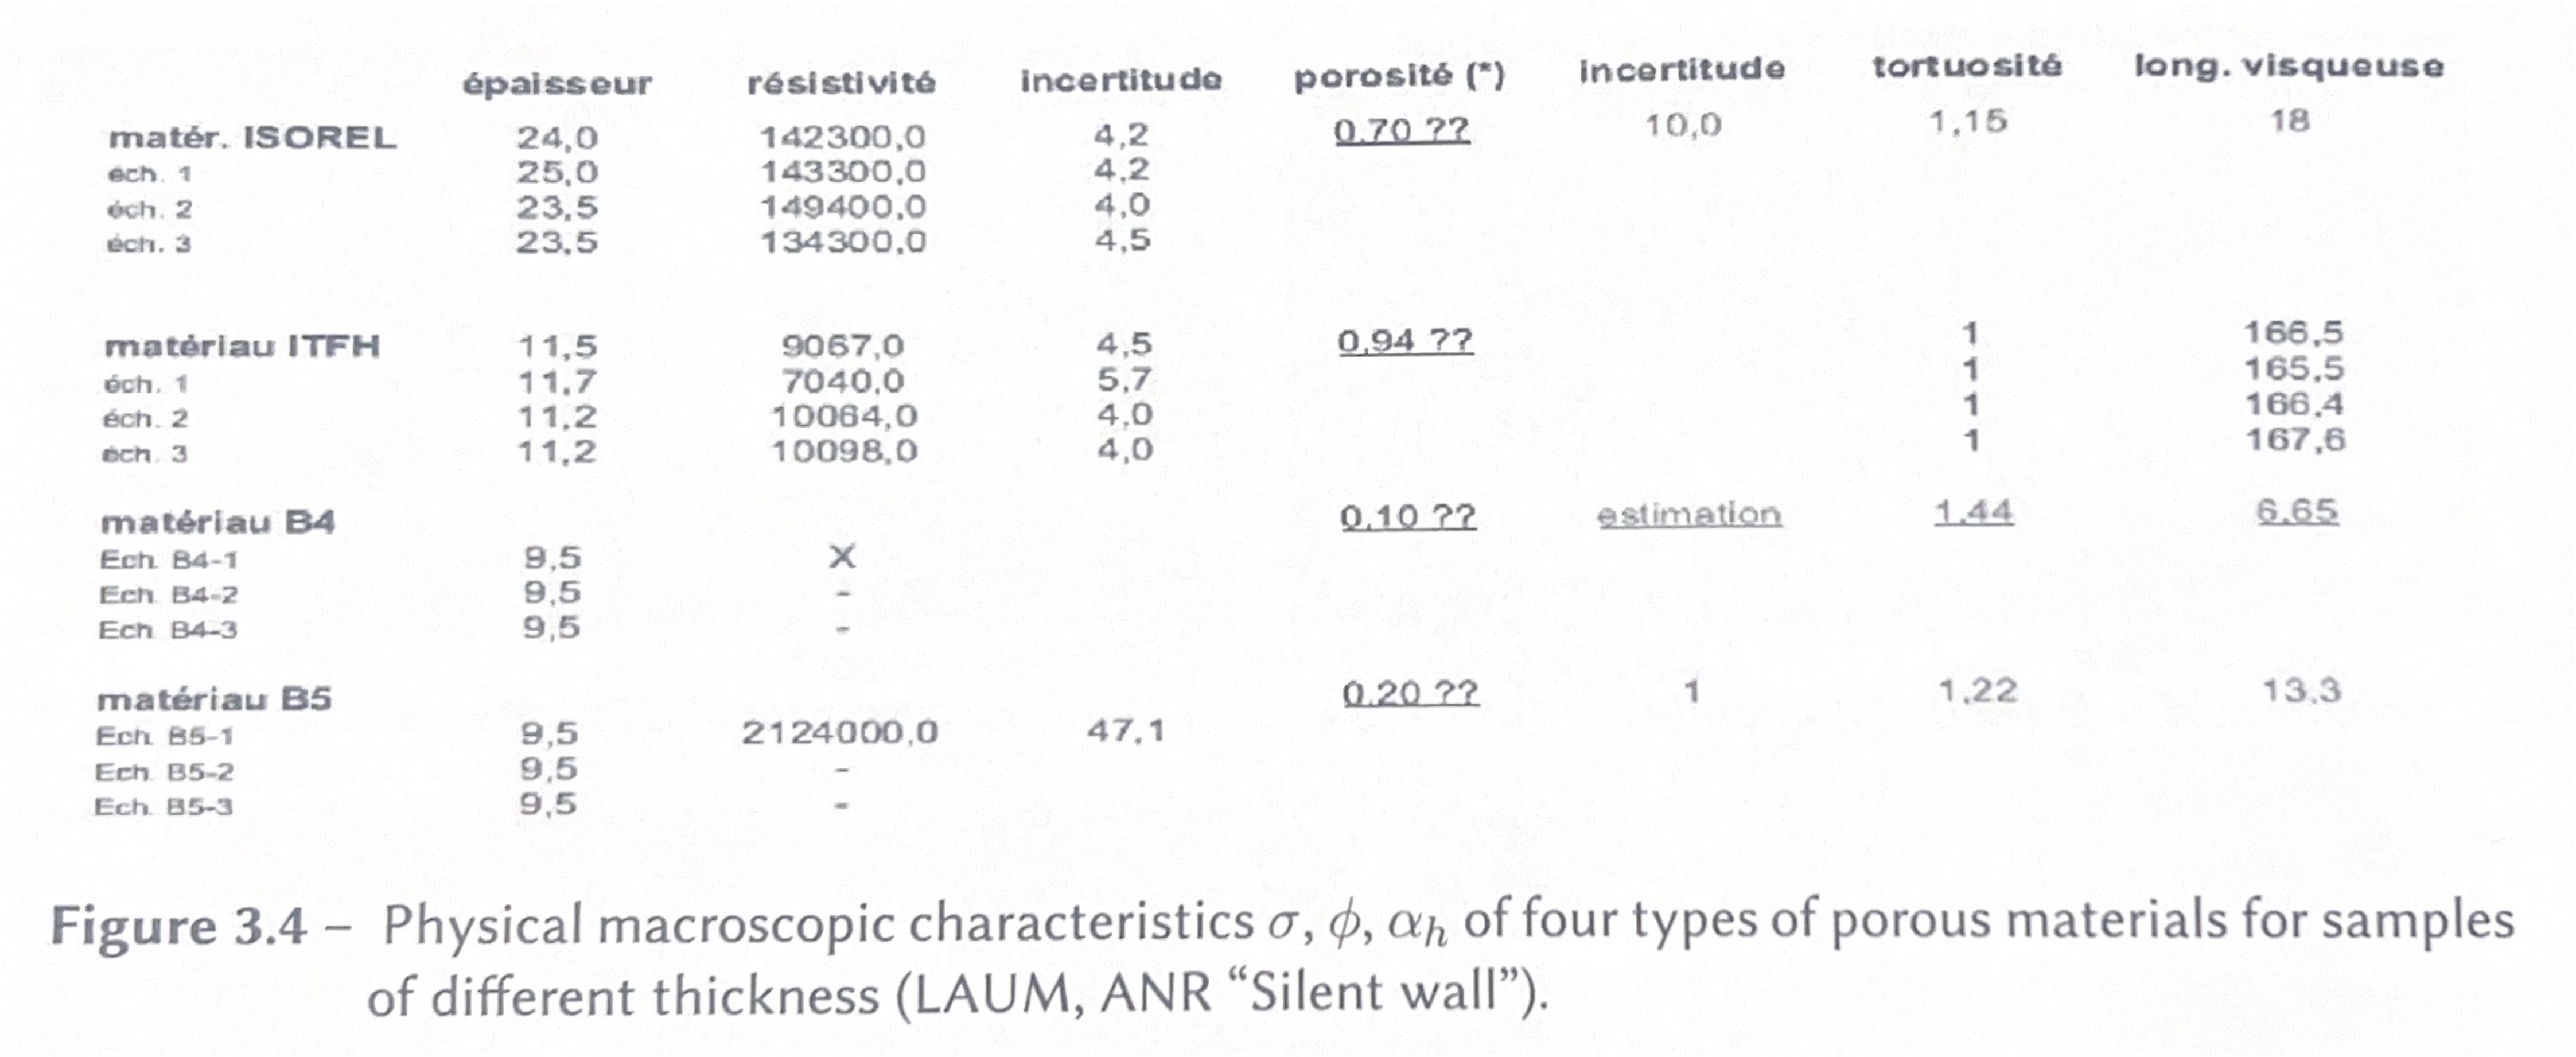 épaisseur résistivité incertitude porosité (*) incertitude tortuosité long. visqueuse
matér. ISOREL 24,0 142300,0 4,2 0.70 ?? 10,0 1,15 18
éch. 1 25,0 143300,0 4,2
éch. 2 23,5 149400,0 4,0
éch. 3 23,5 134300,0 4,5
matériau ITFH 11,5 9067,0 4,5 0,94 ?? 1 166,5
éch. 1 11,7 7040,0 5,7 1 165,5
éch. 2 11,2 10064,0 4,0 1 166,4
éch. 3 11,2 10098,0 4,0 1 167,6
matériau B4 0,10 ?? estimation 1,44 6,65
Ech. B4-1 9,5 X
Ech. B4-2 9,5 -
Ech. B4-3 9,5 -
matériau B5 0.20 ?? 1 1,22 13,3
Ech. B5-1 9,5 2124000,0 47,1
Ech. B5-2 9,5 -
Ech. B5-3 9,5 -
Figure 3.4 – Physical macroscopic characteristics σ, ϕ, α_h of four types of porous materials for samples
of different thickness (LAUM, ANR “Silent wall”).